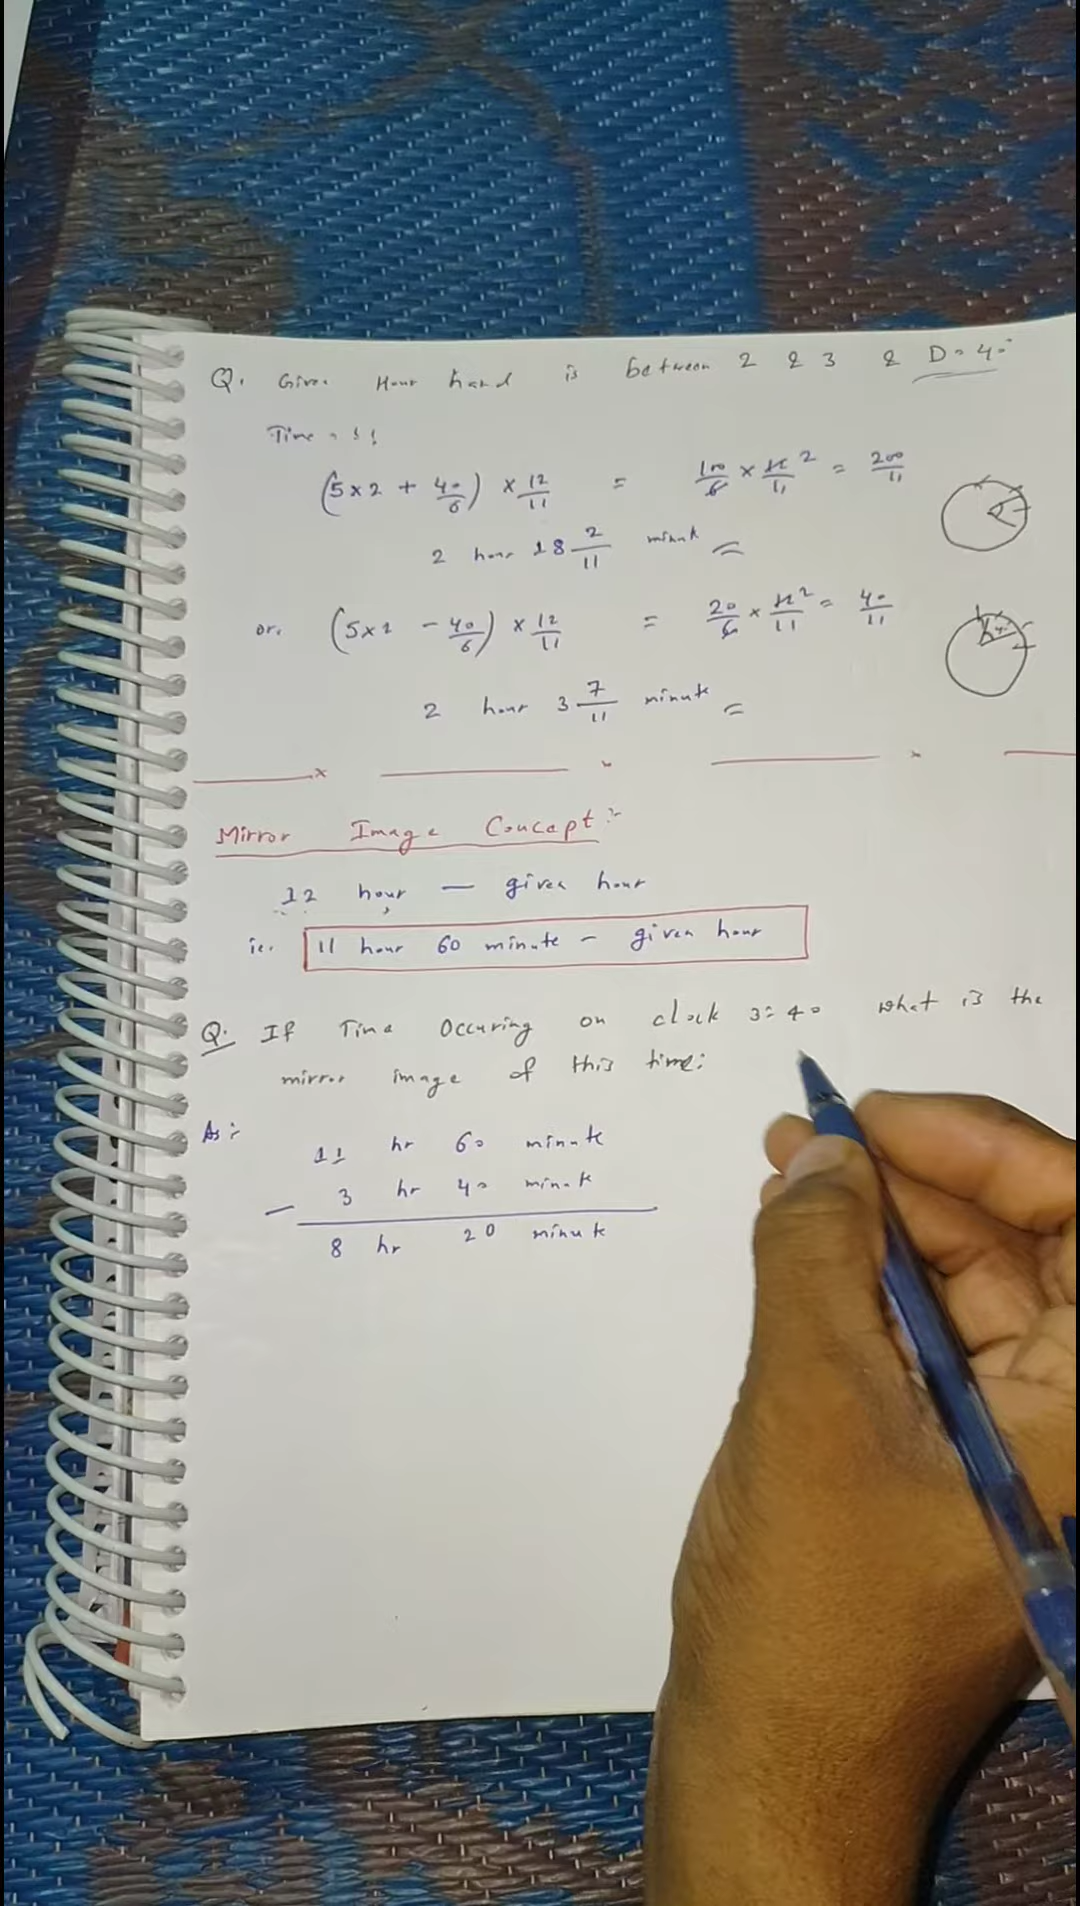 Q. Given Hour hand is between 2 & 3 & D = 40°
Time = ??
(5x2 + 40/6) x 12/11 = 100/6 x 12/11 2 = 200/11
2 hour 18 2/11 minute
or. (5x2 - 40/6) x 12/11 = 20/6 x 12/11 2 = 40/11
2 hour 3 7/11 minute
Mirror Image Concept:-
12 hour — given hour
ie. 11 hour 60 minute - given hour
Q. If Time Occuring on clock 3:40 what is the
mirror image of this time:
As:-
11 hr 60 minute
- 3 hr 40 minute
8 hr 20 minute